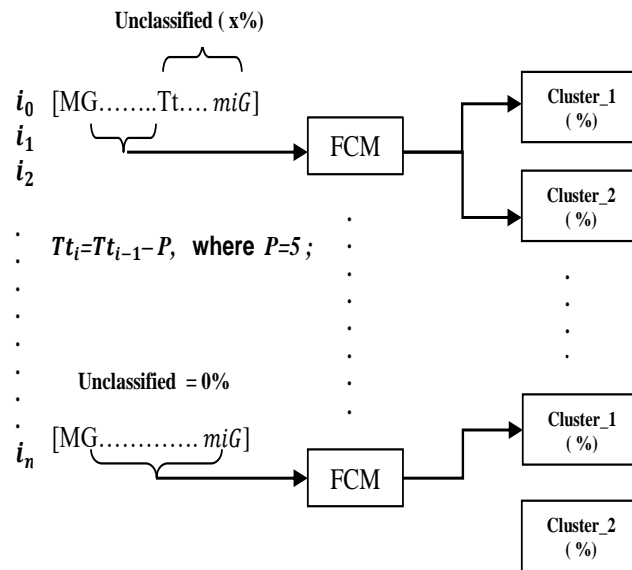 Unclassified ( x%)
i₀ [MG........Tt.... miG]
i₁
i₂
FCM
Cluster_1
( %)
Cluster_2
( %)
Ttᵢ=Ttᵢ₋₁− P, where P=5 ;
Unclassified = 0%
iₙ [MG............. miG]
FCM
Cluster_1
( %)
Cluster_2
( %)